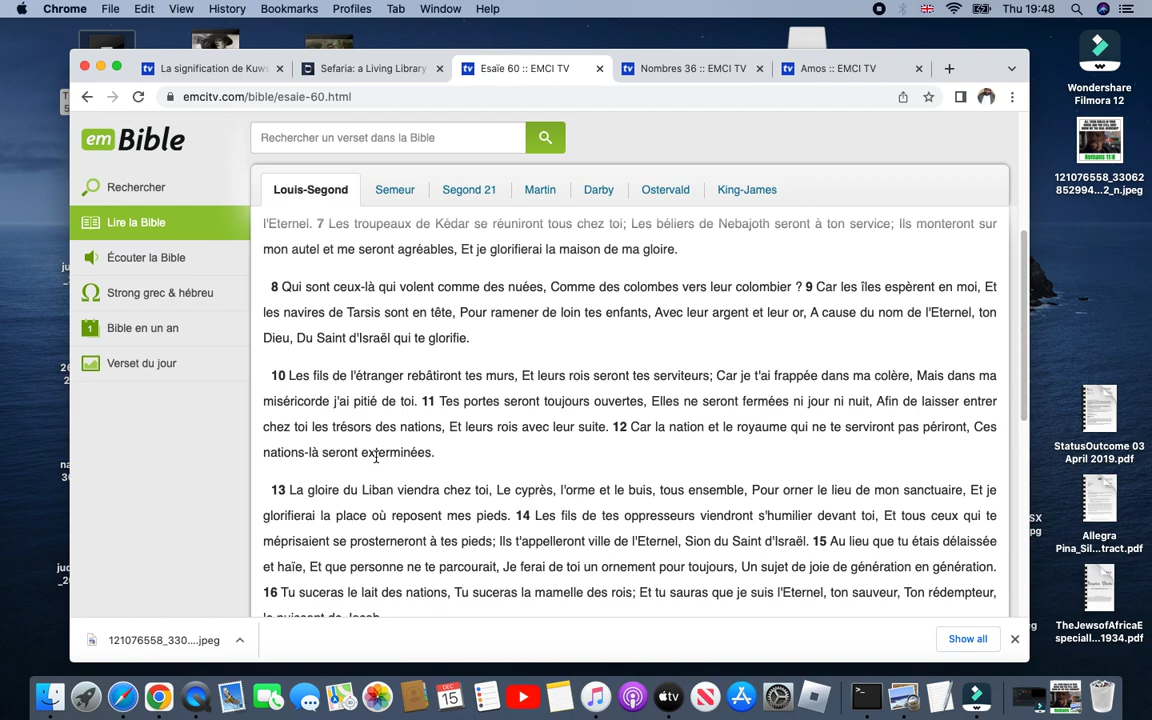 Chrome File Edit View History Bookmarks Profiles Tab Window Help Thu 19:48
La signification de Kuw Sefaria: a Living Library Esaïe 60 :: EMCI TV Nombres 36 :: EMCI TV Amos :: EMCI TV
emcitv.com/bible/esaie-60.html
em Bible
Rechercher un verset dans la Bible
Rechercher
Lire la Bible
Écouter la Bible
Strong grec & hébreu
Bible en un an
Verset du jour
Louis-Segond Semeur Segond 21 Martin Darby Ostervald King-James
l'Eternel. 7 Les troupeaux de Kédar se réuniront tous chez toi; Les béliers de Nebajoth seront à ton service; Ils monteront sur
mon autel et me seront agréables, Et je glorifierai la maison de ma gloire.
8 Qui sont ceux-là qui volent comme des nuées, Comme des colombes vers leur colombier ? 9 Car les îles espèrent en moi, Et
les navires de Tarsis sont en tête, Pour ramener de loin tes enfants, Avec leur argent et leur or, A cause du nom de l'Eternel, ton
Dieu, Du Saint d'Israël qui te glorifie.
10 Les fils de l'étranger rebâtiront tes murs, Et leurs rois seront tes serviteurs; Car je t'ai frappée dans ma colère, Mais dans ma
miséricorde j'ai pitié de toi. 11 Tes portes seront toujours ouvertes, Elles ne seront fermées ni jour ni nuit, Afin de laisser entrer
chez toi les trésors des nations, Et leurs rois avec leur suite. 12 Car la nation et le royaume qui ne te serviront pas périront, Ces
nations-là seront exterminées.
13 La gloire du Liban viendra chez toi, Le cyprès, l'orme et le buis, tous ensemble, Pour orner le lieu de mon sanctuaire, Et je
glorifierai la place où reposent mes pieds. 14 Les fils de tes oppresseurs viendront s'humilier devant toi, Et tous ceux qui te
méprisaient se prosterneront à tes pieds; Ils t'appelleront ville de l'Eternel, Sion du Saint d'Israël. 15 Au lieu que tu étais délaissée
et haïe, Et que personne ne te parcourait, Je ferai de toi un ornement pour toujours, Un sujet de joie de génération en génération.
16 Tu suceras le lait des nations, Tu suceras la mamelle des rois; Et tu sauras que je suis l'Eternel, ton sauveur, Ton rédempteur,
121076558_330....jpeg
Show all
Wondershare
Filmora 12
121076558_33062
852994..._2_n.jpeg
StatusOutcome 03
April 2019.pdf
Allegra
Pina_Sil...tract.pdf
TheJewsofAfricaE
speciall...1934.pdf
DEC
15
tv